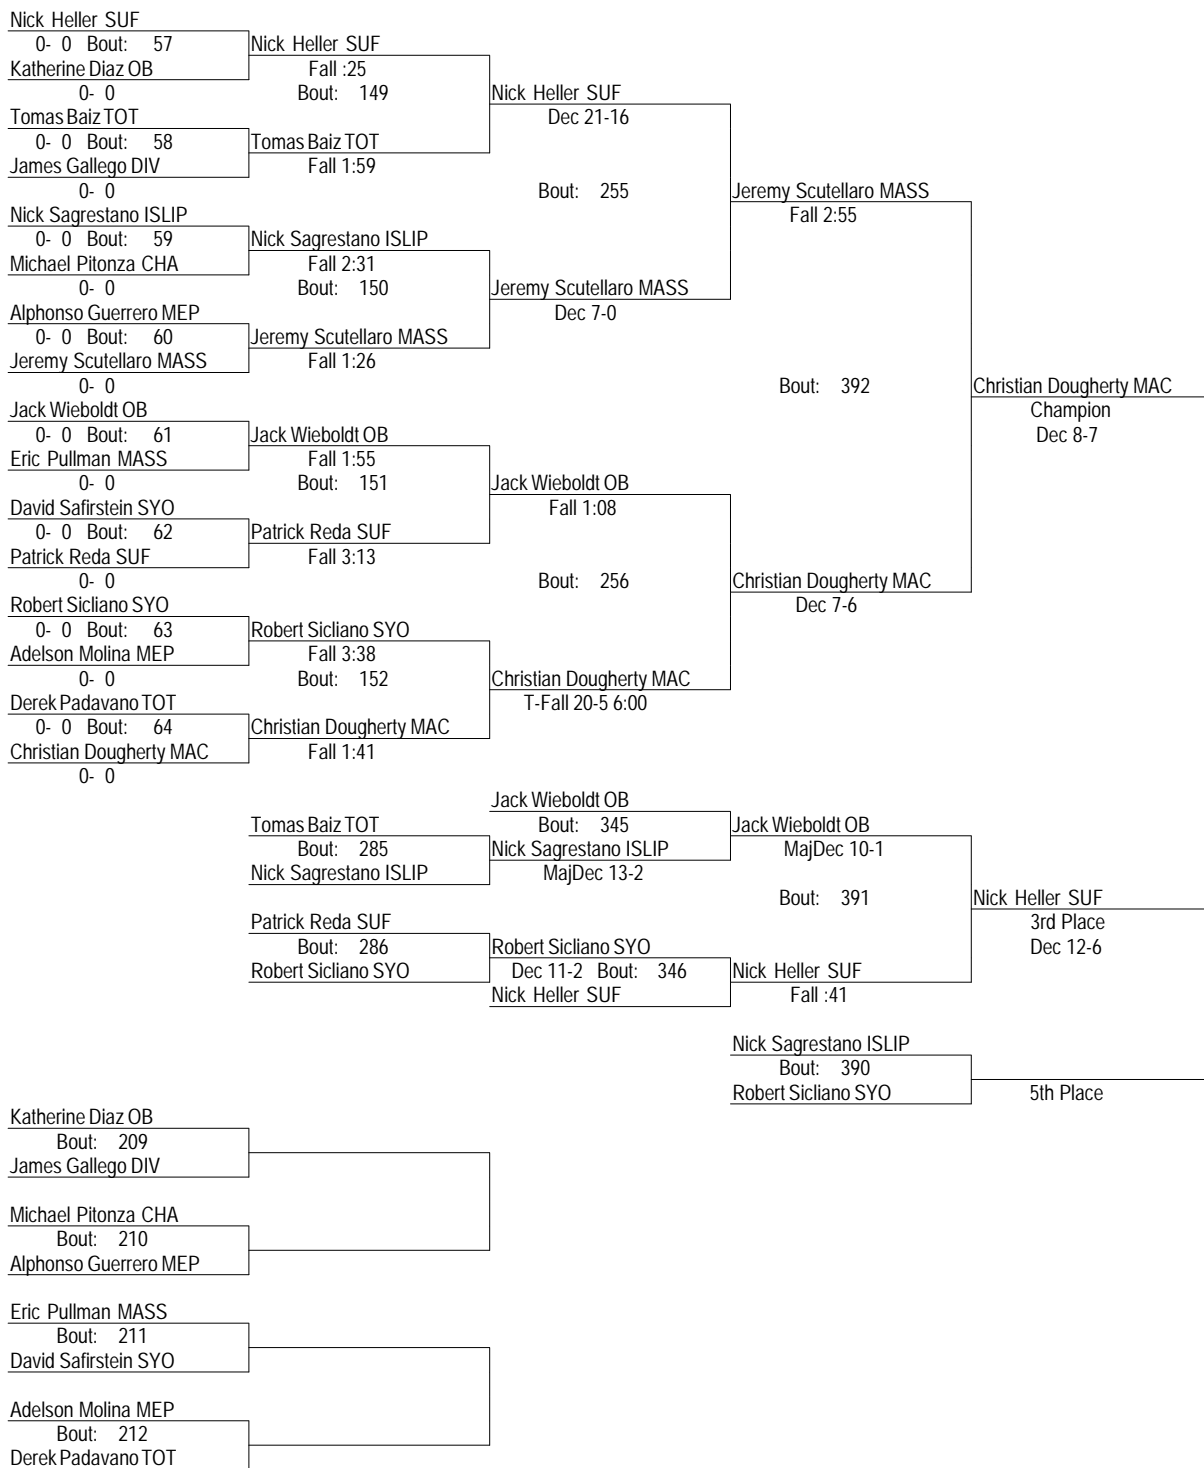 Nick Heller SUF
0- 0 Bout: 57
Katherine Diaz OB
0- 0
Tomas Baiz TOT
0- 0 Bout: 58
James Gallego DIV
0- 0
Nick Sagrestano ISLIP
0- 0 Bout: 59
Michael Pitonza CHA
0- 0
Alphonso Guerrero MEP
0- 0 Bout: 60
Jeremy Scutellaro MASS
0- 0
Jack Wieboldt OB
0- 0 Bout: 61
Eric Pullman MASS
0- 0
David Safirstein SYO
0- 0 Bout: 62
Patrick Reda SUF
0- 0
Robert Sicliano SYO
0- 0 Bout: 63
Adelson Molina MEP
0- 0
Derek Padavano TOT
0- 0 Bout: 64
Christian Dougherty MAC
0- 0
Nick Heller SUF
Fall :25
Bout: 149
Tomas Baiz TOT
Fall 1:59
Nick Sagrestano ISLIP
Fall 2:31
Bout: 150
Jeremy Scutellaro MASS
Fall 1:26
Jack Wieboldt OB
Fall 1:55
Bout: 151
Patrick Reda SUF
Fall 3:13
Robert Sicliano SYO
Fall 3:38
Bout: 152
Christian Dougherty MAC
Fall 1:41
Nick Heller SUF
Dec 21-16
Bout: 255
Jeremy Scutellaro MASS
Dec 7-0
Jack Wieboldt OB
Fall 1:08
Bout: 256
Christian Dougherty MAC
T-Fall 20-5 6:00
Jeremy Scutellaro MASS
Fall 2:55
Bout: 392
Christian Dougherty MAC
Dec 7-6
Christian Dougherty MAC
Champion
Dec 8-7
Tomas Baiz TOT
Bout: 285
Nick Sagrestano ISLIP
Patrick Reda SUF
Bout: 286
Robert Sicliano SYO
Jack Wieboldt OB
Bout: 345
Nick Sagrestano ISLIP
MajDec 13-2
Robert Sicliano SYO
Dec 11-2 Bout: 346
Nick Heller SUF
Jack Wieboldt OB
MajDec 10-1
Bout: 391
Nick Heller SUF
Fall :41
Nick Heller SUF
3rd Place
Dec 12-6
Nick Sagrestano ISLIP
Bout: 390
Robert Sicliano SYO
5th Place
Katherine Diaz OB
Bout: 209
James Gallego DIV
Michael Pitonza CHA
Bout: 210
Alphonso Guerrero MEP
Eric Pullman MASS
Bout: 211
David Safirstein SYO
Adelson Molina MEP
Bout: 212
Derek Padavano TOT